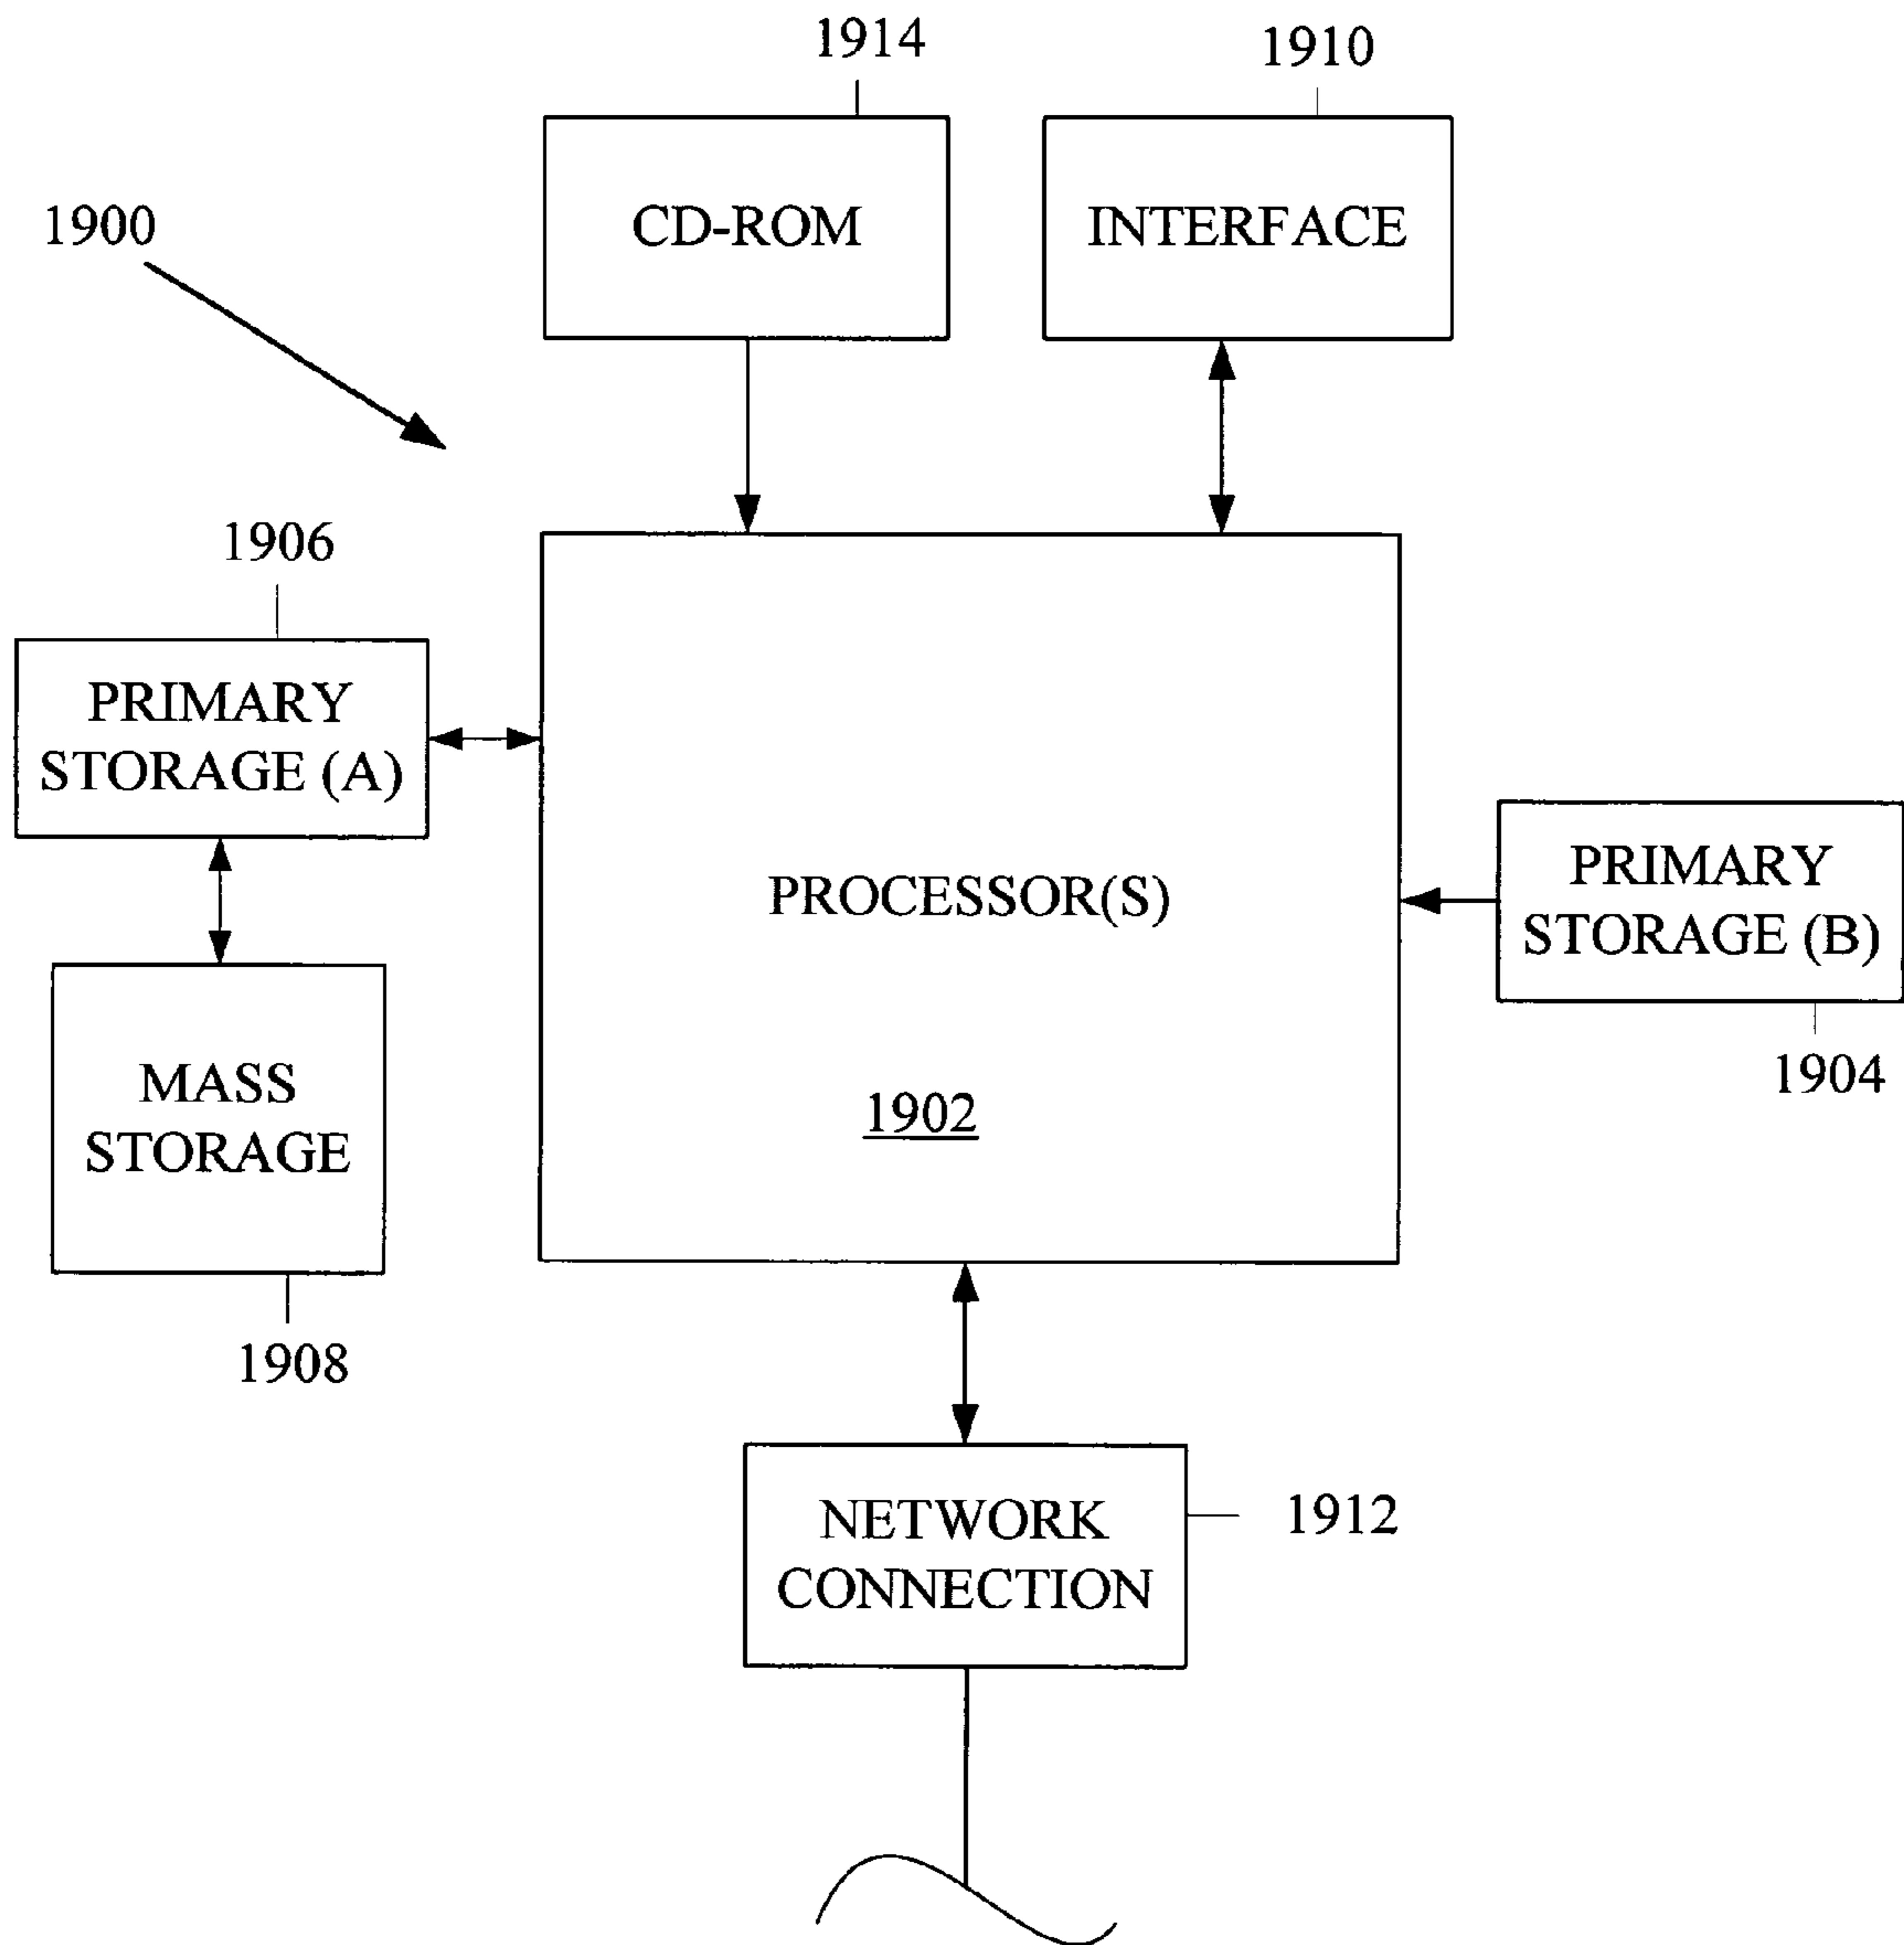 1914
1910
CD-ROM
INTERFACE
1900
1906
PRIMARY
STORAGE (A)
PROCESSOR(S)
1902
PRIMARY
STORAGE (B)
1904
MASS
STORAGE
1908
NETWORK
CONNECTION
1912